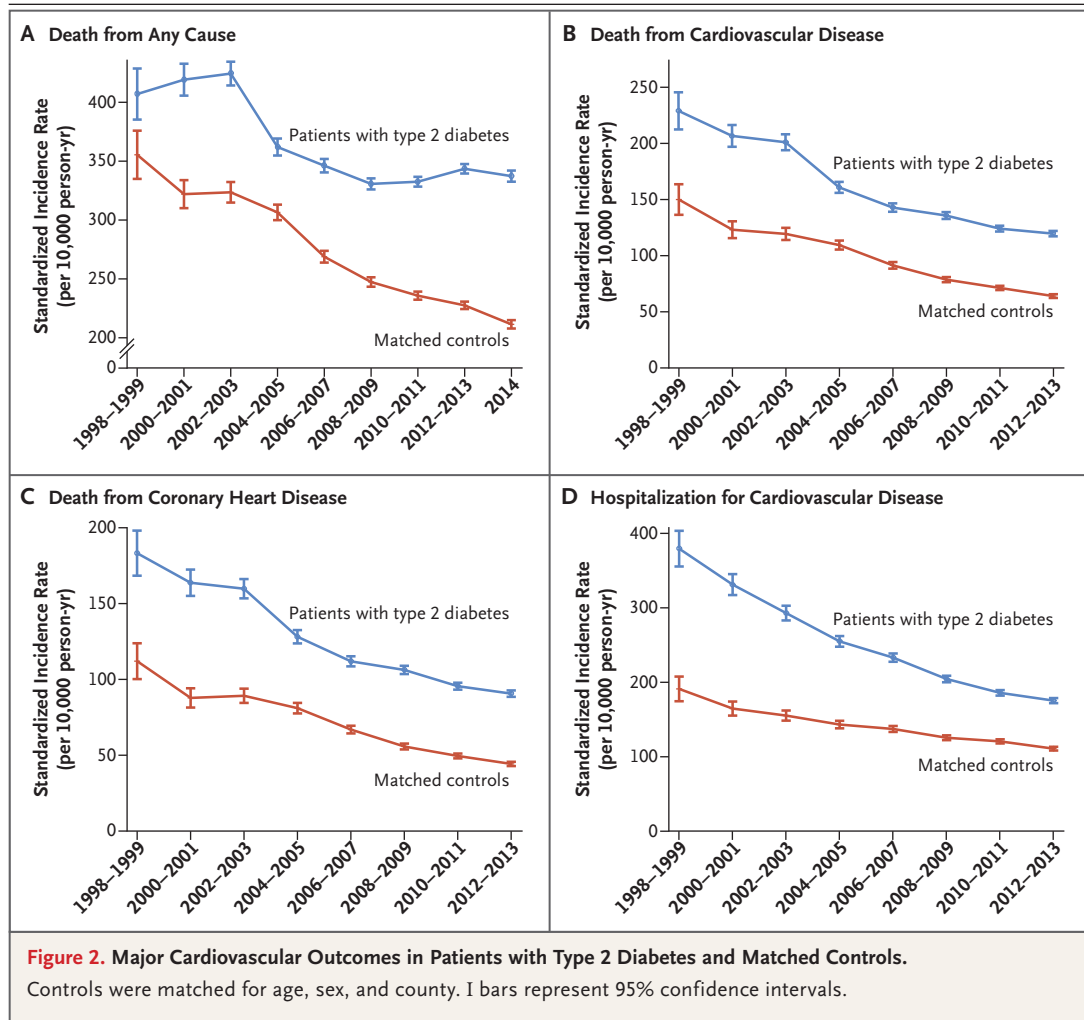 A Death from Any Cause
Standardized Incidence Rate
(per 10,000 person-yr)
400
350
300
250
200
0
Patients with type 2 diabetes
Matched controls
1998–1999
2000–2001
2002–2003
2004–2005
2006–2007
2008–2009
2010–2011
2012–2013
2014
B Death from Cardiovascular Disease
Standardized Incidence Rate
(per 10,000 person-yr)
250
200
150
100
50
0
Patients with type 2 diabetes
Matched controls
1998–1999
2000–2001
2002–2003
2004–2005
2006–2007
2008–2009
2010–2011
2012–2013
C Death from Coronary Heart Disease
Standardized Incidence Rate
(per 10,000 person-yr)
200
150
100
50
0
Patients with type 2 diabetes
Matched controls
1998–1999
2000–2001
2002–2003
2004–2005
2006–2007
2008–2009
2010–2011
2012–2013
D Hospitalization for Cardiovascular Disease
Standardized Incidence Rate
(per 10,000 person-yr)
400
300
200
100
0
Patients with type 2 diabetes
Matched controls
1998–1999
2000–2001
2002–2003
2004–2005
2006–2007
2008–2009
2010–2011
2012–2013
Figure 2. Major Cardiovascular Outcomes in Patients with Type 2 Diabetes and Matched Controls.
Controls were matched for age, sex, and county. I bars represent 95% confidence intervals.